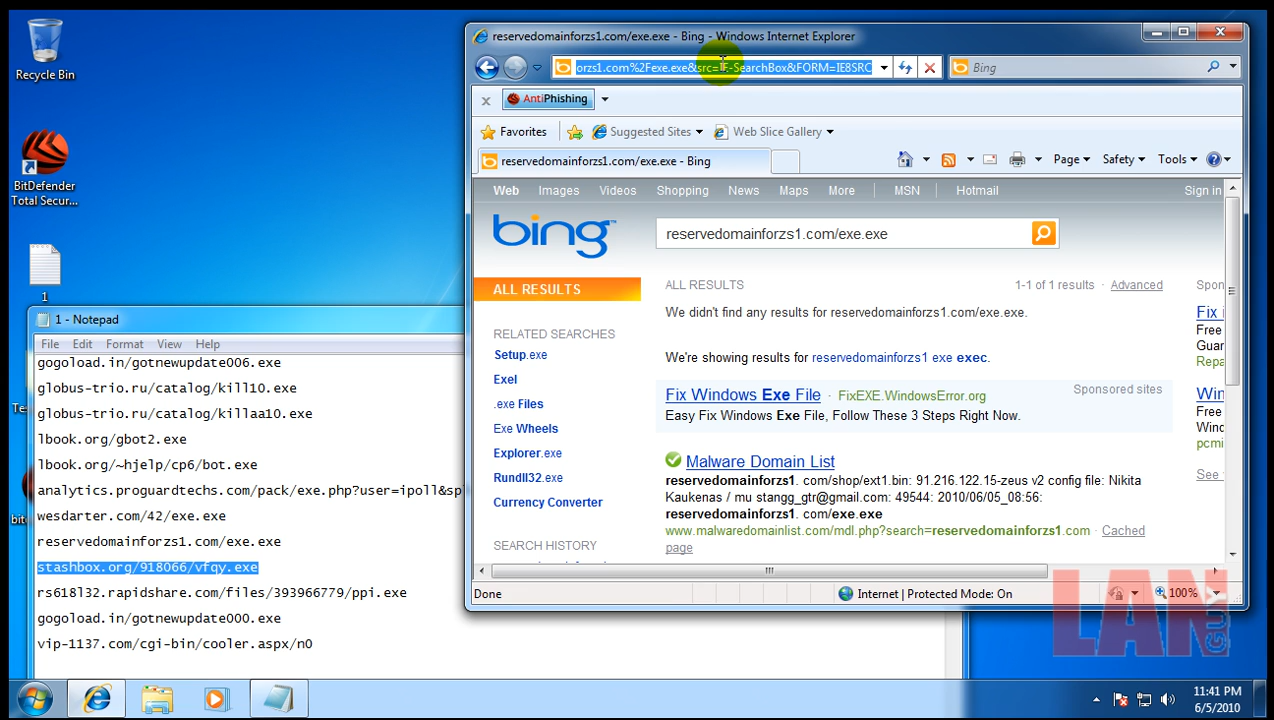 Recycle Bin
BitDefender
Total Secur...
1
1 - Notepad
File Edit Format View Help
gogoload.in/gotnewupdate006.exe
globus-trio.ru/catalog/kill10.exe
globus-trio.ru/catalog/killaa10.exe
lbook.org/gbot2.exe
lbook.org/~hjelp/cp6/bot.exe
analytics.proguardtechs.com/pack/exe.php?user=ipoll&sp
wesdarter.com/42/exe.exe
reservedomainforzs1.com/exe.exe
stashbox.org/918066/vfqy.exe
rs618l32.rapidshare.com/files/393966779/ppi.exe
gogoload.in/gotnewupdate000.exe
vip-1137.com/cgi-bin/cooler.aspx/n0
reservedomainforzs1.com/exe.exe - Bing - Windows Internet Explorer
orzs1.com%2Fexe.exe&src=IE-SearchBox&FORM=IE8SRC
Bing
x AntiPhishing
Favorites Suggested Sites Web Slice Gallery
reservedomainforzs1.com/exe.exe - Bing
Page Safety Tools
Web Images Videos Shopping News Maps More MSN Hotmail Sign in
bing
reservedomainforzs1.com/exe.exe
ALL RESULTS
RELATED SEARCHES
Setup.exe
Exel
.exe Files
Exe Wheels
Explorer.exe
Rundll32.exe
Currency Converter
SEARCH HISTORY
ALL RESULTS 1-1 of 1 results · Advanced
We didn't find any results for reservedomainforzs1.com/exe.exe.
We're showing results for reservedomainforzs1 exe exec.
Fix Windows Exe File · FixEXE.WindowsError.org Sponsored sites
Easy Fix Windows Exe File, Follow These 3 Steps Right Now.
Malware Domain List
reservedomainforzs1. com/shop/ext1.bin: 91.216.122.15-zeus v2 config file: Nikita
Kaukenas / mu stangg_gtr@gmail.com: 49544: 2010/06/05_08:56:
reservedomainforzs1. com/exe.exe
www.malwaredomainlist.com/mdl.php?search=reservedomainforzs1.com · Cached
page
Spon
Fix i
Free
Guar
Repa
Win
Free
Wind
pcmi
See
Done
Internet | Protected Mode: On
100%
LAN
GUY
11:41 PM
6/5/2010